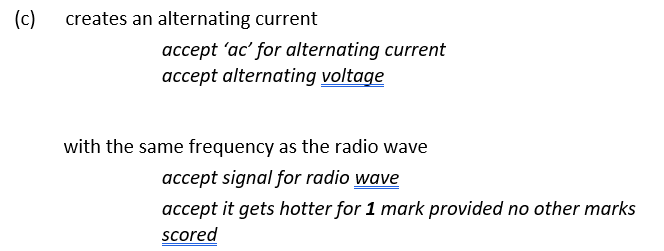 (c) creates an alternating current
accept ‘ac’ for alternating current
accept alternating voltage
with the same frequency as the radio wave
accept signal for radio wave
accept it gets hotter for 1 mark provided no other marks
scored